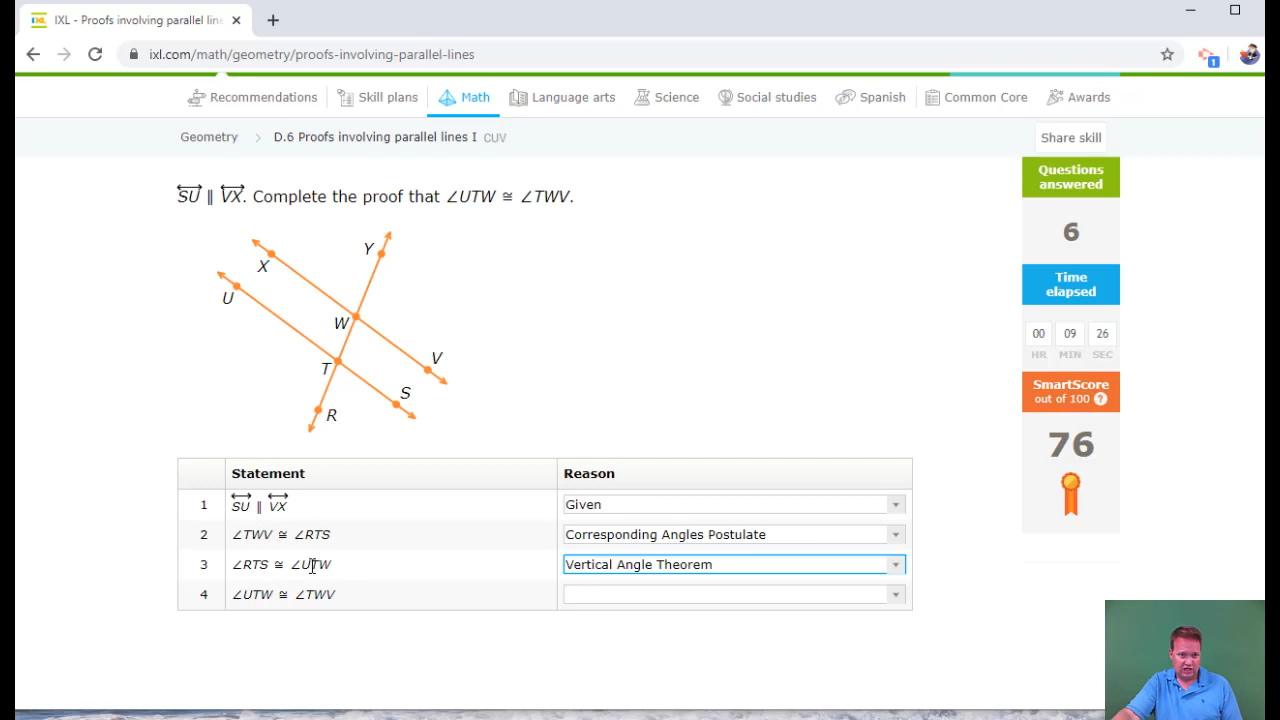 IXL - Proofs involving parallel line
ixl.com/math/geometry/proofs-involving-parallel-lines
1
Recommendations Skill plans Math Language arts Science Social studies Spanish Common Core Awards
Geometry > D.6 Proofs involving parallel lines I CUV
Share skill
SU ∥ VX. Complete the proof that ∠UTW ≅ ∠TWV.
Questions answered
6
Time elapsed
00 09 26
HR MIN SEC
SmartScore
out of 100 ?
76
Y
X
U
W
V
T
S
R
Statement Reason
1 SU ∥ VX Given
2 ∠TWV ≅ ∠RTS Corresponding Angles Postulate
3 ∠RTS ≅ ∠UTW Vertical Angle Theorem
4 ∠UTW ≅ ∠TWV